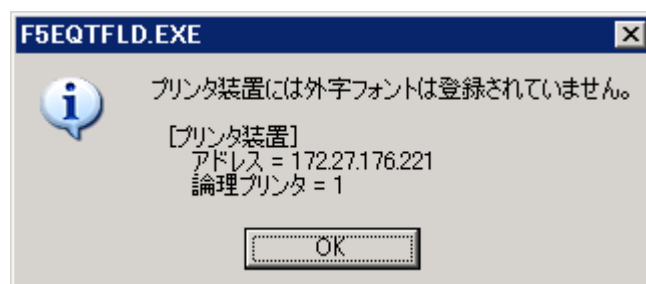 F5EQTFLD.EXE
プリンタ装置には外字フォントは登録されていません。
[プリンタ装置]
アドレス = 172.27.176.221
論理プリンタ = 1
OK